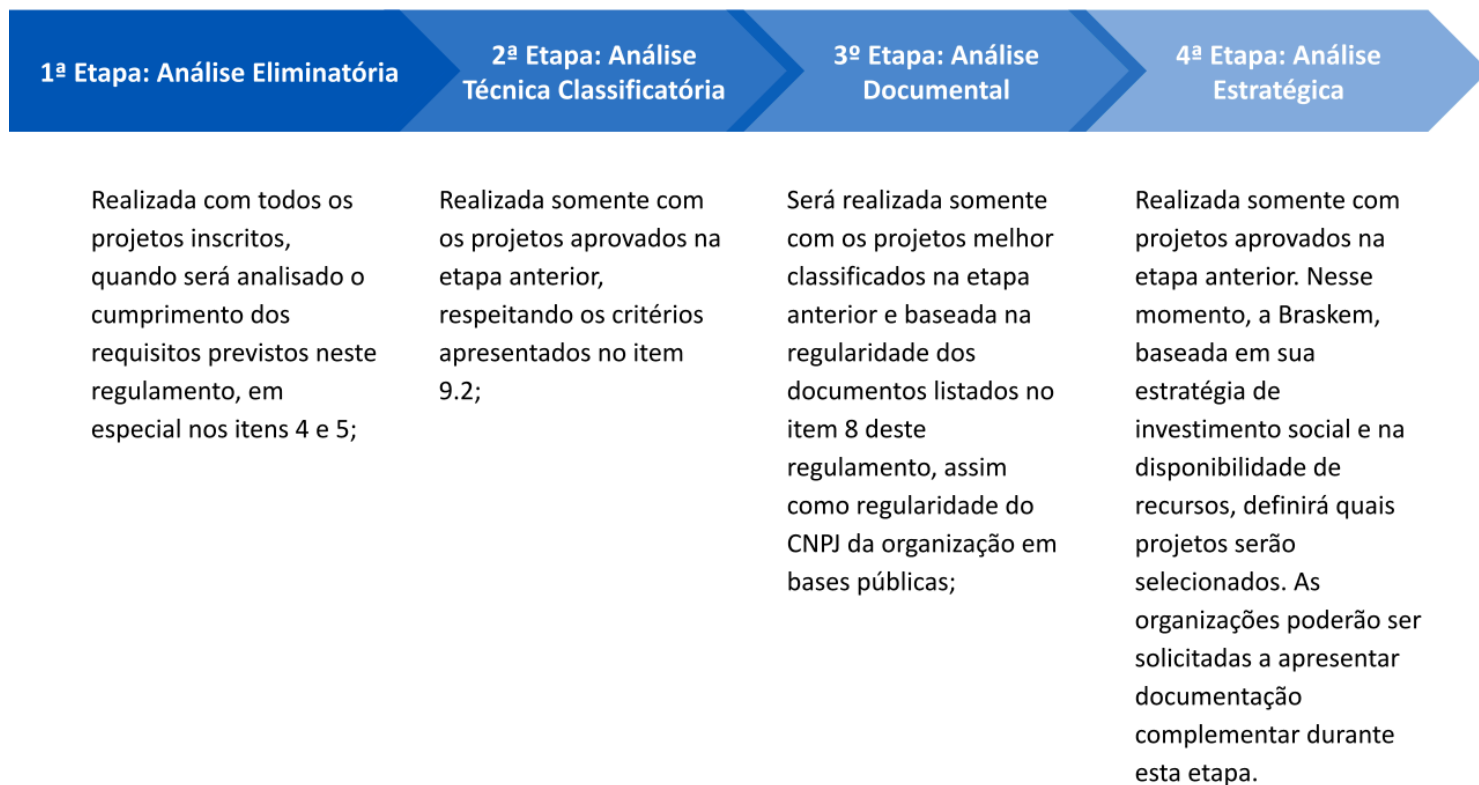 1ª Etapa: Análise Eliminatória
2ª Etapa: Análise
Técnica Classificatória
3º Etapa: Análise
Documental
4ª Etapa: Análise
Estratégica
Realizada com todos os
projetos inscritos,
quando será analisado o
cumprimento dos
requisitos previstos neste
regulamento, em
especial nos itens 4 e 5;
Realizada somente com
os projetos aprovados na
etapa anterior,
respeitando os critérios
apresentados no item
9.2;
Será realizada somente
com os projetos melhor
classificados na etapa
anterior e baseada na
regularidade dos
documentos listados no
item 8 deste
regulamento, assim
como regularidade do
CNPJ da organização em
bases públicas;
Realizada somente com
projetos aprovados na
etapa anterior. Nesse
momento, a Braskem,
baseada em sua
estratégia de
investimento social e na
disponibilidade de
recursos, definirá quais
projetos serão
selecionados. As
organizações poderão ser
solicitadas a apresentar
documentação
complementar durante
esta etapa.